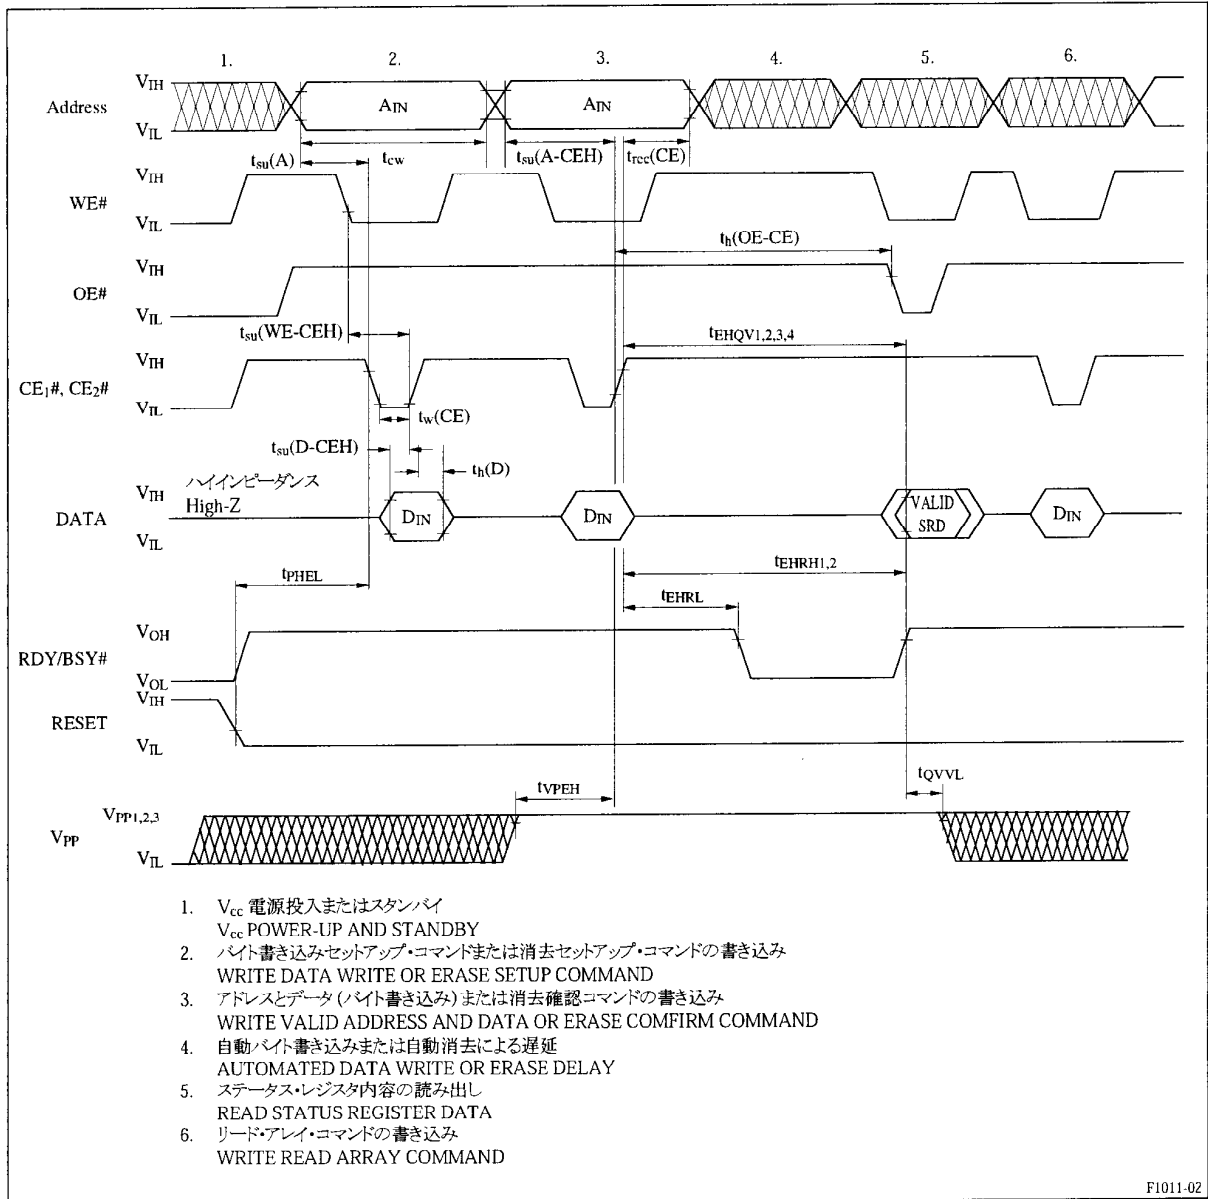 1. 2. 3. 4. 5. 6.
Address VIH AIN AIN
VIL
tsu(A) tcw tsu(A-CEH) trec(CE)
WE# VIH
VIL
th(OE-CE)
OE# VIH
VIL
tsu(WE-CEH) tEHQV1,2,3,4
CE1#, CE2# VIH
VIL
tw(CE)
tsu(D-CEH) th(D)
ハイインピーダンス
High-Z
DATA VIH DIN DIN VALID SRD DIN
VIL
tPHEL tEHRH1,2
tEHRL
RDY/BSY# VOH
VOL
RESET VIH
VIL
tVPEH tQVVL
VPP VPP1,2,3
VIL
1. Vcc 電源投入またはスタンバイ
Vcc POWER-UP AND STANDBY
2. バイト書き込みセットアップ・コマンドまたは消去セットアップ・コマンドの書き込み
WRITE DATA WRITE OR ERASE SETUP COMMAND
3. アドレスとデータ (バイト書き込み) または消去確認コマンドの書き込み
WRITE VALID ADDRESS AND DATA OR ERASE COMFIRM COMMAND
4. 自動バイト書き込みまたは自動消去による遅延
AUTOMATED DATA WRITE OR ERASE DELAY
5. ステータス・レジスタ内容の読み出し
READ STATUS REGISTER DATA
6. リード・アレイ・コマンドの書き込み
WRITE READ ARRAY COMMAND
F1011-02